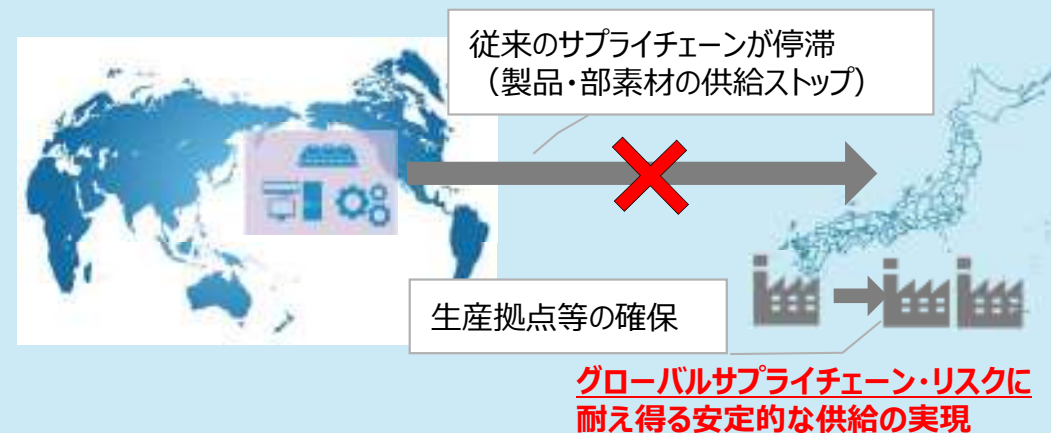 従来のサプライチェーンが停滞
（製品・部素材の供給ストップ）
生産拠点等の確保
グローバルサプライチェーン・リスクに
耐え得る安定的な供給の実現